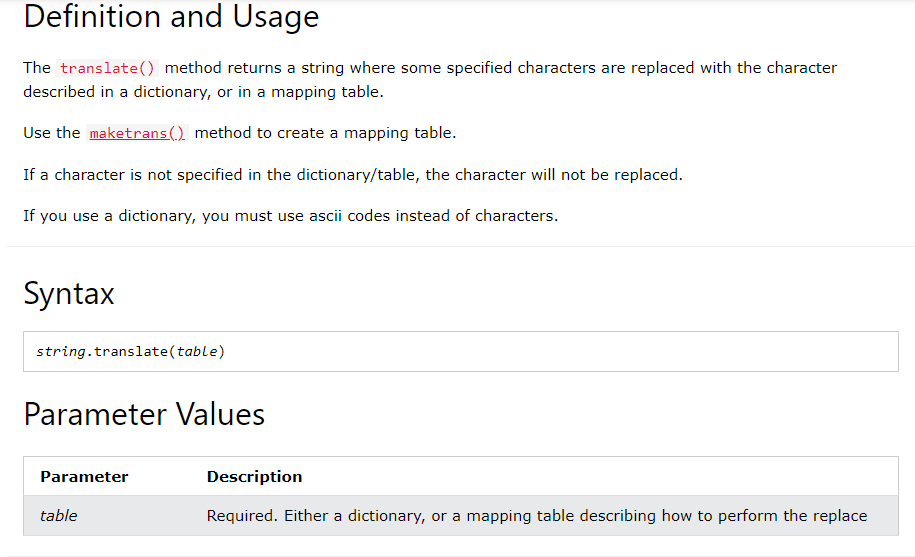 Definition and Usage
The translate() method returns a string where some specified characters are replaced with the character
described in a dictionary, or in a mapping table.
Use the maketrans() method to create a mapping table.
If a character is not specified in the dictionary/table, the character will not be replaced.
If you use a dictionary, you must use ascii codes instead of characters.
Syntax
string.translate(table)
Parameter Values
Parameter Description
table Required. Either a dictionary, or a mapping table describing how to perform the replace